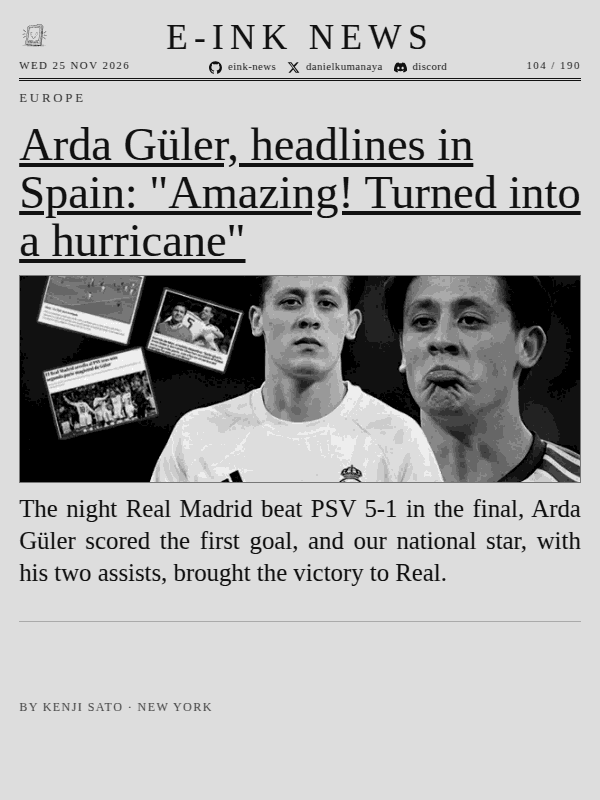 E-INK NEWS
WED 25 NOV 2026
eink-news
danielkumanaya
discord
104 / 190
EUROPE
Arda Güler, headlines in
Spain: "Amazing! Turned into
a hurricane"
The night Real Madrid beat PSV 5-1 in the final, Arda
Güler scored the first goal, and our national star, with
his two assists, brought the victory to Real.
BY KENJI SATO · NEW YORK